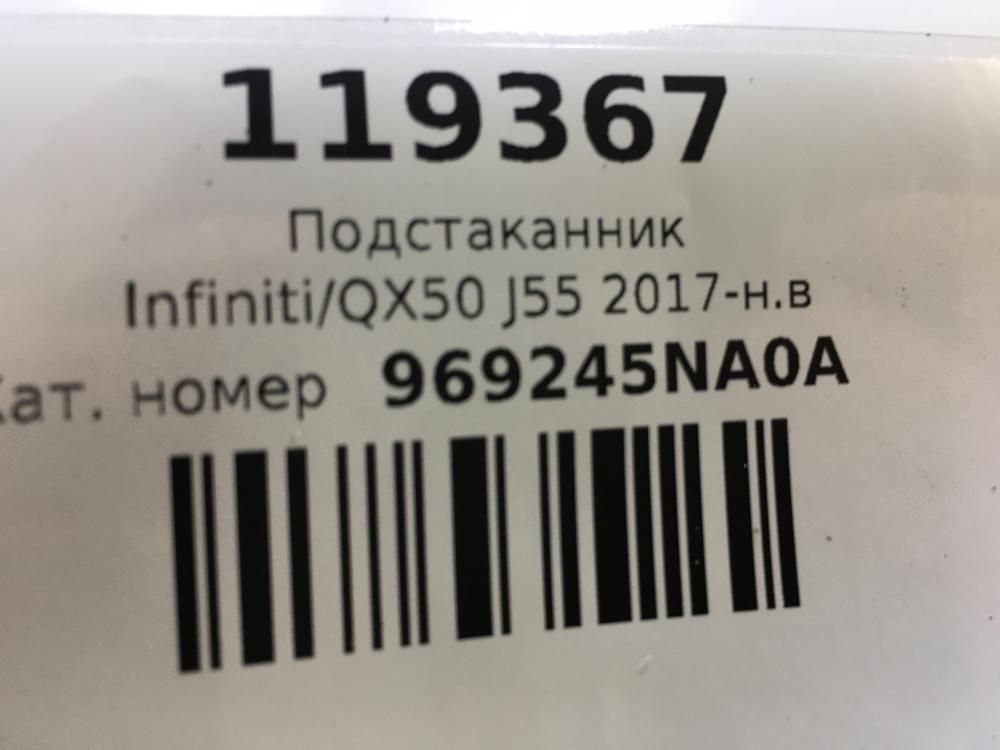 119367
Подстаканник
Infiniti/QX50 J55 2017-н.в
Кат. номер 969245NA0A